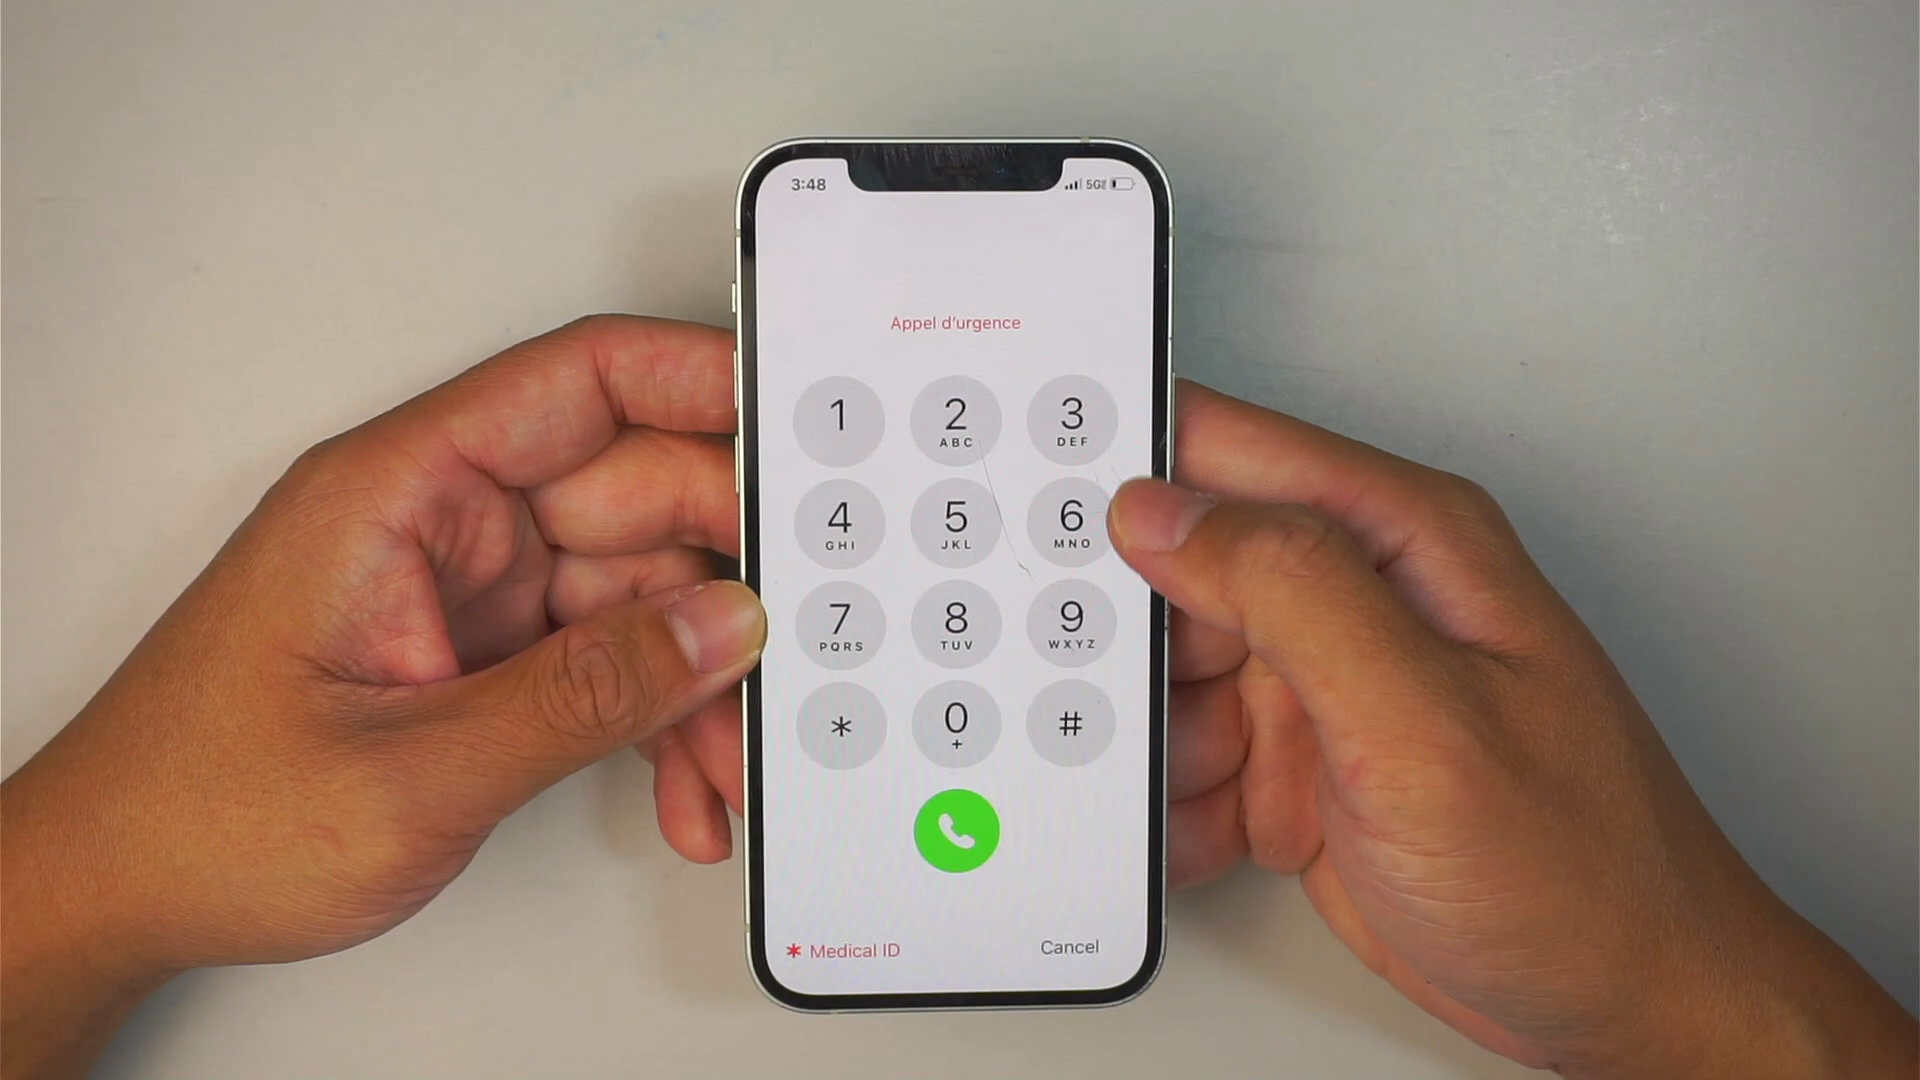 3:48 5G
Appel d'urgence
1 2 3
ABC DEF
4 5 6
GHI JKL MNO
7 8 9
PQRS TUV WXYZ
* 0 #
+
* Medical ID Cancel